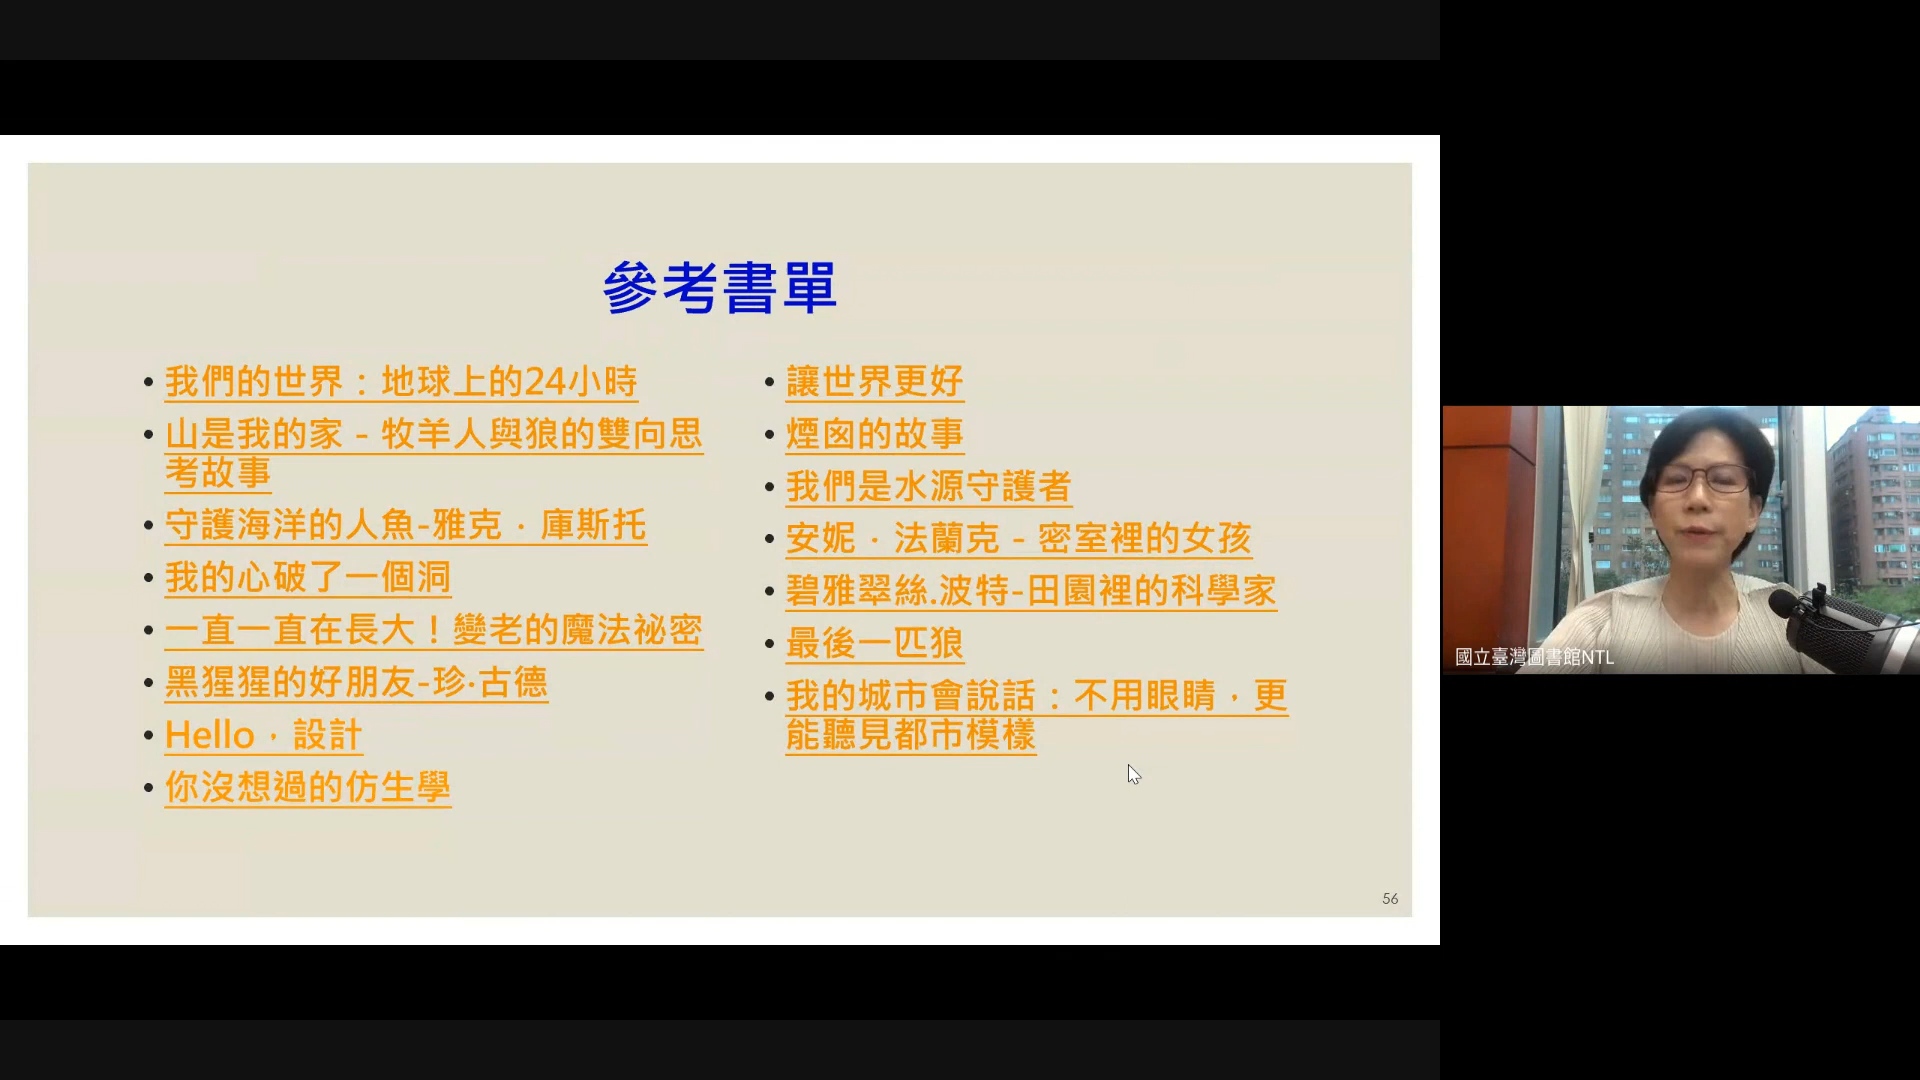 參考書單
• 我們的世界：地球上的24小時
• 山是我的家－牧羊人與狼的雙向思
考故事
• 守護海洋的人魚-雅克．庫斯托
• 我的心破了一個洞
• 一直一直在長大！變老的魔法祕密
• 黑猩猩的好朋友-珍·古德
• Hello，設計
• 你沒想過的仿生學
• 讓世界更好
• 煙囪的故事
• 我們是水源守護者
• 安妮．法蘭克－密室裡的女孩
• 碧雅翠絲.波特-田園裡的科學家
• 最後一匹狼
• 我的城市會說話：不用眼睛，更
能聽見都市模樣
56
國立臺灣圖書館NTL